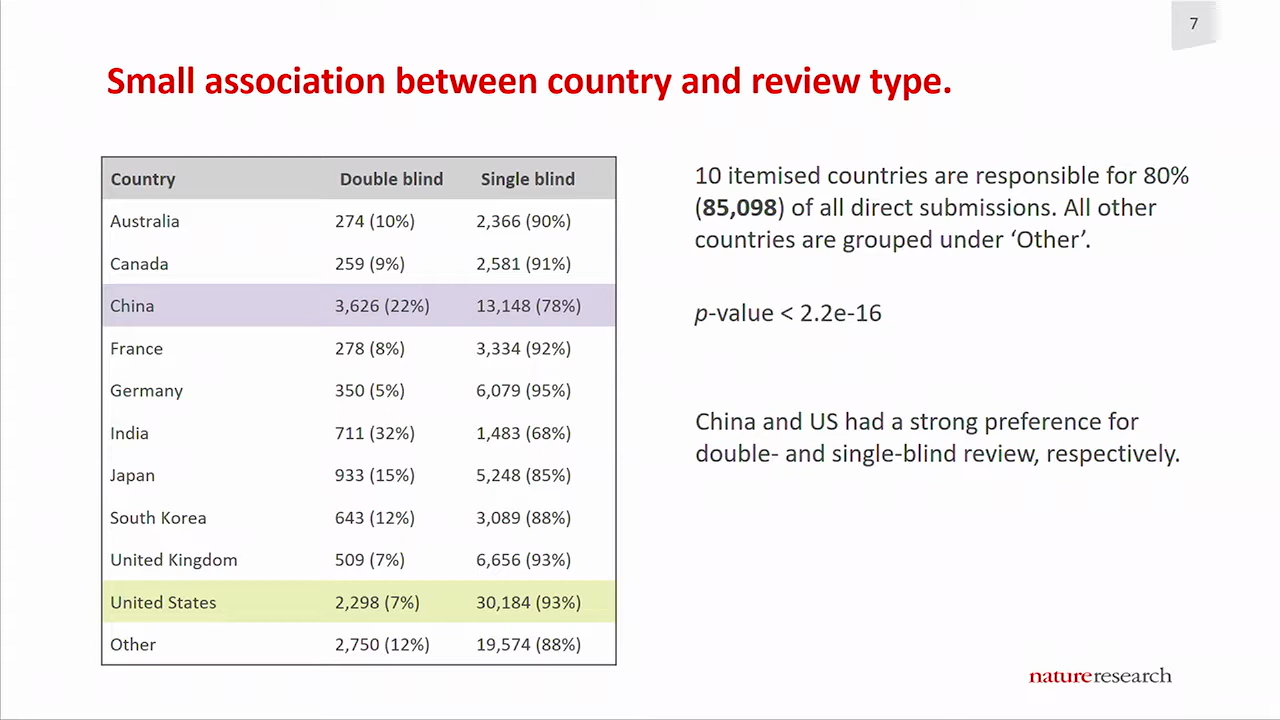 7
Small association between country and review type.
Country Double blind Single blind
Australia 274 (10%) 2,366 (90%)
Canada 259 (9%) 2,581 (91%)
China 3,626 (22%) 13,148 (78%)
France 278 (8%) 3,334 (92%)
Germany 350 (5%) 6,079 (95%)
India 711 (32%) 1,483 (68%)
Japan 933 (15%) 5,248 (85%)
South Korea 643 (12%) 3,089 (88%)
United Kingdom 509 (7%) 6,656 (93%)
United States 2,298 (7%) 30,184 (93%)
Other 2,750 (12%) 19,574 (88%)
10 itemised countries are responsible for 80%
(85,098) of all direct submissions. All other
countries are grouped under ‘Other’.
p-value < 2.2e-16
China and US had a strong preference for
double- and single-blind review, respectively.
natureresearch